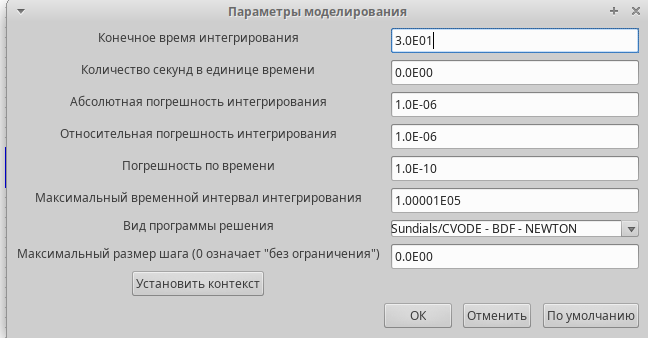 Параметры моделирования
Конечное время интегрирования 3.0E01
Количество секунд в единице времени 0.0E00
Абсолютная погрешность интегрирования 1.0E-06
Относительная погрешность интегрирования 1.0E-06
Погрешность по времени 1.0E-10
Максимальный временной интервал интегрирования 1.00001E05
Вид программы решения Sundials/CVODE - BDF - NEWTON
Максимальный размер шага (0 означает "без ограничения") 0.0E00
Установить контекст
ОК Отменить По умолчанию